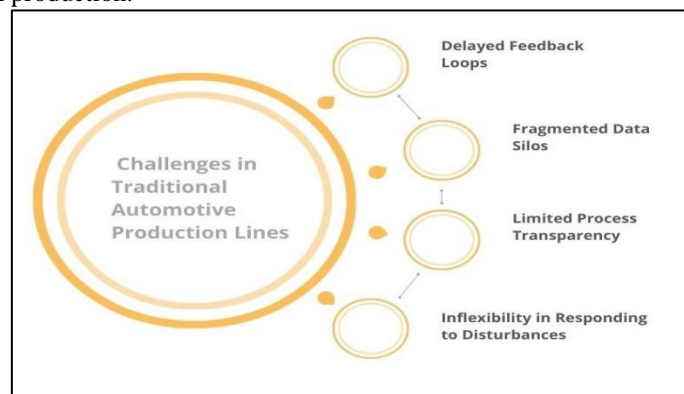 production.
Delayed Feedback
Loops
Fragmented Data
Silos
Challenges in
Traditional
Automotive
Production Lines
Limited Process
Transparency
Inflexibility in Responding
to Disturbances